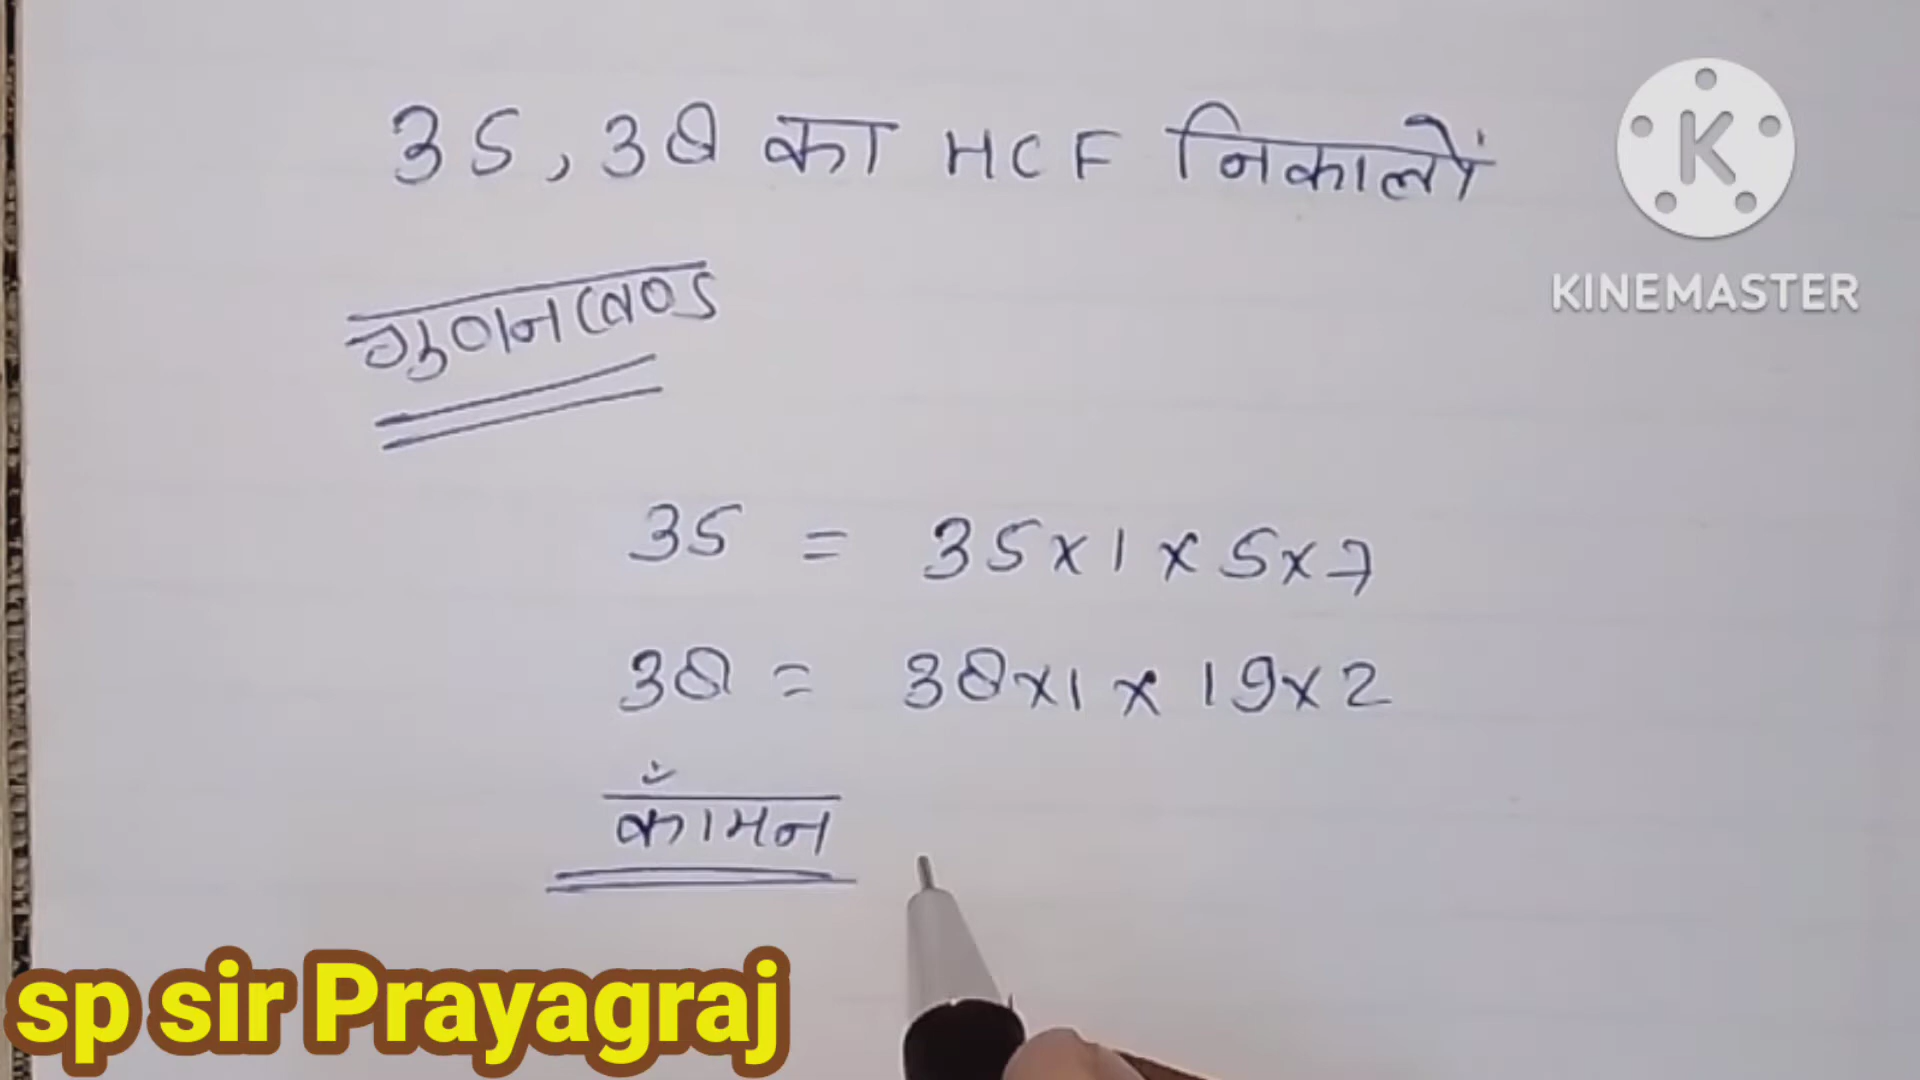 35, 38 का HCF निकालों
गुणनखण्ड
35 = 35x1x5x7
38 = 38x1x19x2
कॉमन
K
KINEMASTER
sp sir Prayagraj